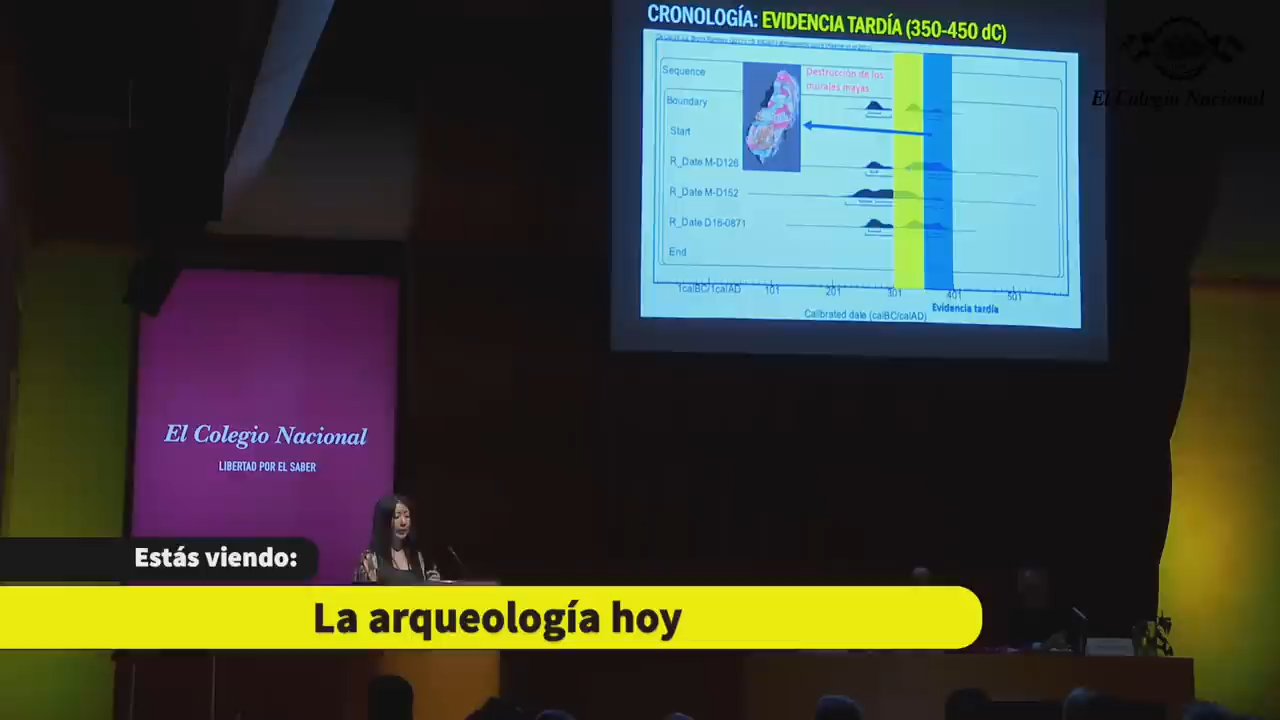 CRONOLOGÍA: EVIDENCIA TARDÍA (350-450 dC)
Sequence
Destrucción de los
murales mayas
Boundary
Start
R_Date M-D126
R_Date M-D152
R_Date D16-0871
End
1calBC/1calAD 101 201 301 401 501
Evidencia tardía
Calibrated date (calBC/calAD)
El Colegio Nacional
El Colegio Nacional
LIBERTAD POR EL SABER
Estás viendo:
La arqueología hoy